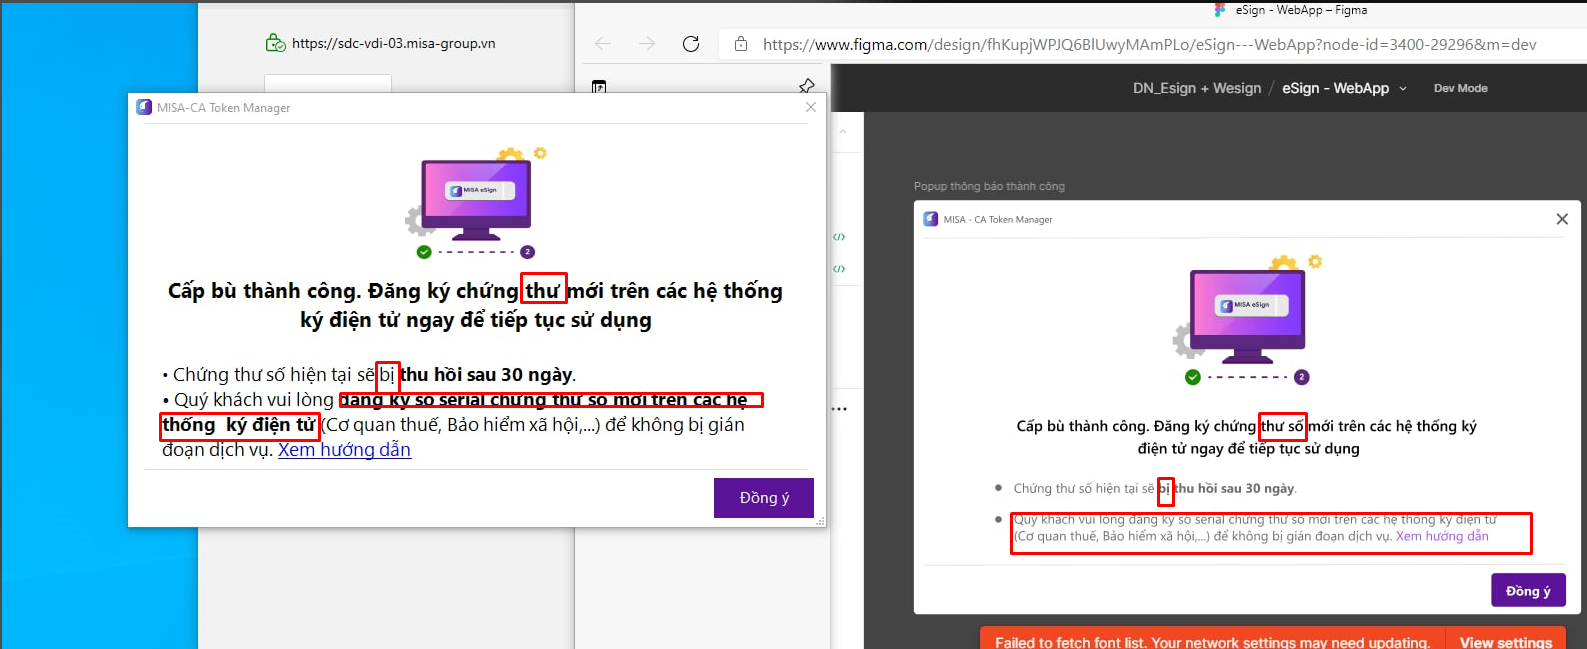 eSign - WebApp – Figma
https://sdc-vdi-03.misa-group.vn
https://www.figma.com/design/fhKupjWPJQ6BlUwyMAmPLo/eSign---WebApp?node-id=3400-29296&m=dev
DN_Esign + Wesign / eSign - WebApp
Dev Mode
MISA-CA Token Manager
MISA eSign
2
Cấp bù thành công. Đăng ký chứng thư mới trên các hệ thống
ký điện tử ngay để tiếp tục sử dụng
• Chứng thư số hiện tại sẽ bị thu hồi sau 30 ngày.
• Quý khách vui lòng đăng ký số serial chứng thư số mới trên các hệ
thống ký điện tử (Cơ quan thuế, Bảo hiểm xã hội,...) để không bị gián
đoạn dịch vụ. Xem hướng dẫn
Đồng ý
</>
</>
Popup thông báo thành công
MISA - CA Token Manager
MISA eSign
2
Cấp bù thành công. Đăng ký chứng thư số mới trên các hệ thống ký
điện tử ngay để tiếp tục sử dụng
• Chứng thư số hiện tại sẽ bị thu hồi sau 30 ngày.
• Quý khách vui lòng đăng ký số serial chứng thư số mới trên các hệ thống ký điện tử
(Cơ quan thuế, Bảo hiểm xã hội,...) để không bị gián đoạn dịch vụ. Xem hướng dẫn
Đồng ý
Failed to fetch font list. Your network settings may need updating.
View settings